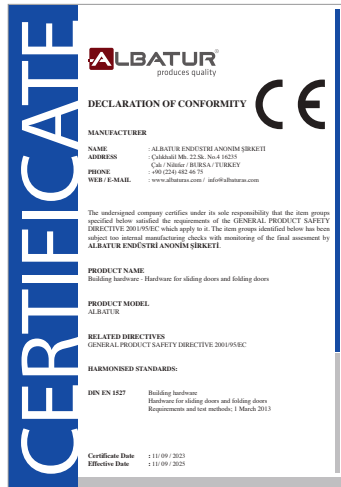 CERTIFICATE
ALBATUR®
produces quality
CE
DECLARATION OF CONFORMITY
MANUFACTURER
NAME : ALBATUR ENDÜSTRİ ANONİM ŞİRKETİ
ADDRESS : Çalıkhalil Mh. 22.Sk. No.4 16235
Çalı / Nilüfer / BURSA / TURKEY
PHONE : +90 (224) 482 46 75
WEB / E-MAIL : www.albaturas.com / info@albaturas.com
The undersigned company certifies under its sole responsibility that the item groups
specified below satisfied the requirements of the GENERAL PRODUCT SAFETY
DIRECTIVE 2001/95/EC which apply to it. The item groups identified below has been
subject too internal manufacturing checks with monitoring of the final assesment by
ALBATUR ENDÜSTRİ ANONİM ŞİRKETİ.
PRODUCT NAME
Building hardware - Hardware for sliding doors and folding doors
PRODUCT MODEL
ALBATUR
RELATED DIRECTIVES
GENERAL PRODUCT SAFETY DIRECTIVE 2001/95/EC
HARMONISED STANDARDS:
DIN EN 1527 Building hardware
Hardware for sliding doors and folding doors
Requirements and test methods; 1 March 2013
Certificate Date : 11/ 09 / 2023
Effective Date : 11/ 09 / 2025